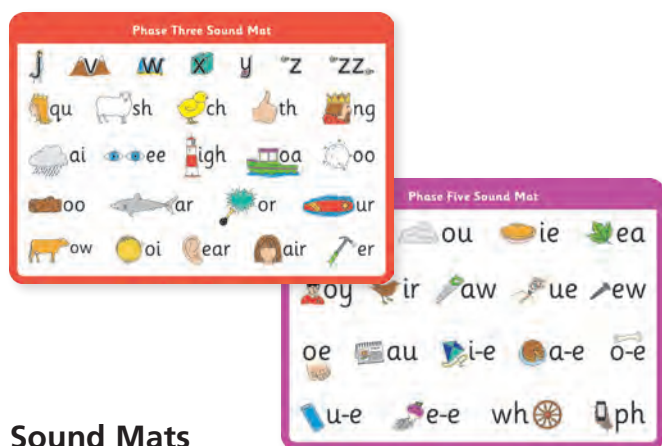 Phase Three Sound Mat
j v w x y z zz
qu sh ch th ng
ai ee igh oa oo
oo ar or ur
ow oi ear air er
Phase Five Sound Mat
ou ie ea
oy ir aw ue ew
oe au i-e a-e o-e
u-e e-e wh ph
Sound Mats